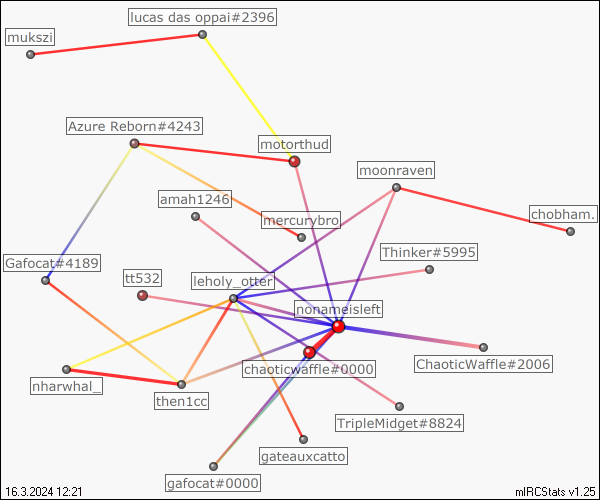 lucas das oppai#2396
mukszi
Azure Reborn#4243
motorthud
moonraven
amah1246
mercurybro
chobham.
Thinker#5995
Gafocat#4189
tt532
leholy_otter
nonameisleft
chaoticwaffle#0000
ChaoticWaffle#2006
nharwhal_
then1cc
TripleMidget#8824
gateauxcatto
gafocat#0000
16.3.2024 12:21
mIRCStats v1.25